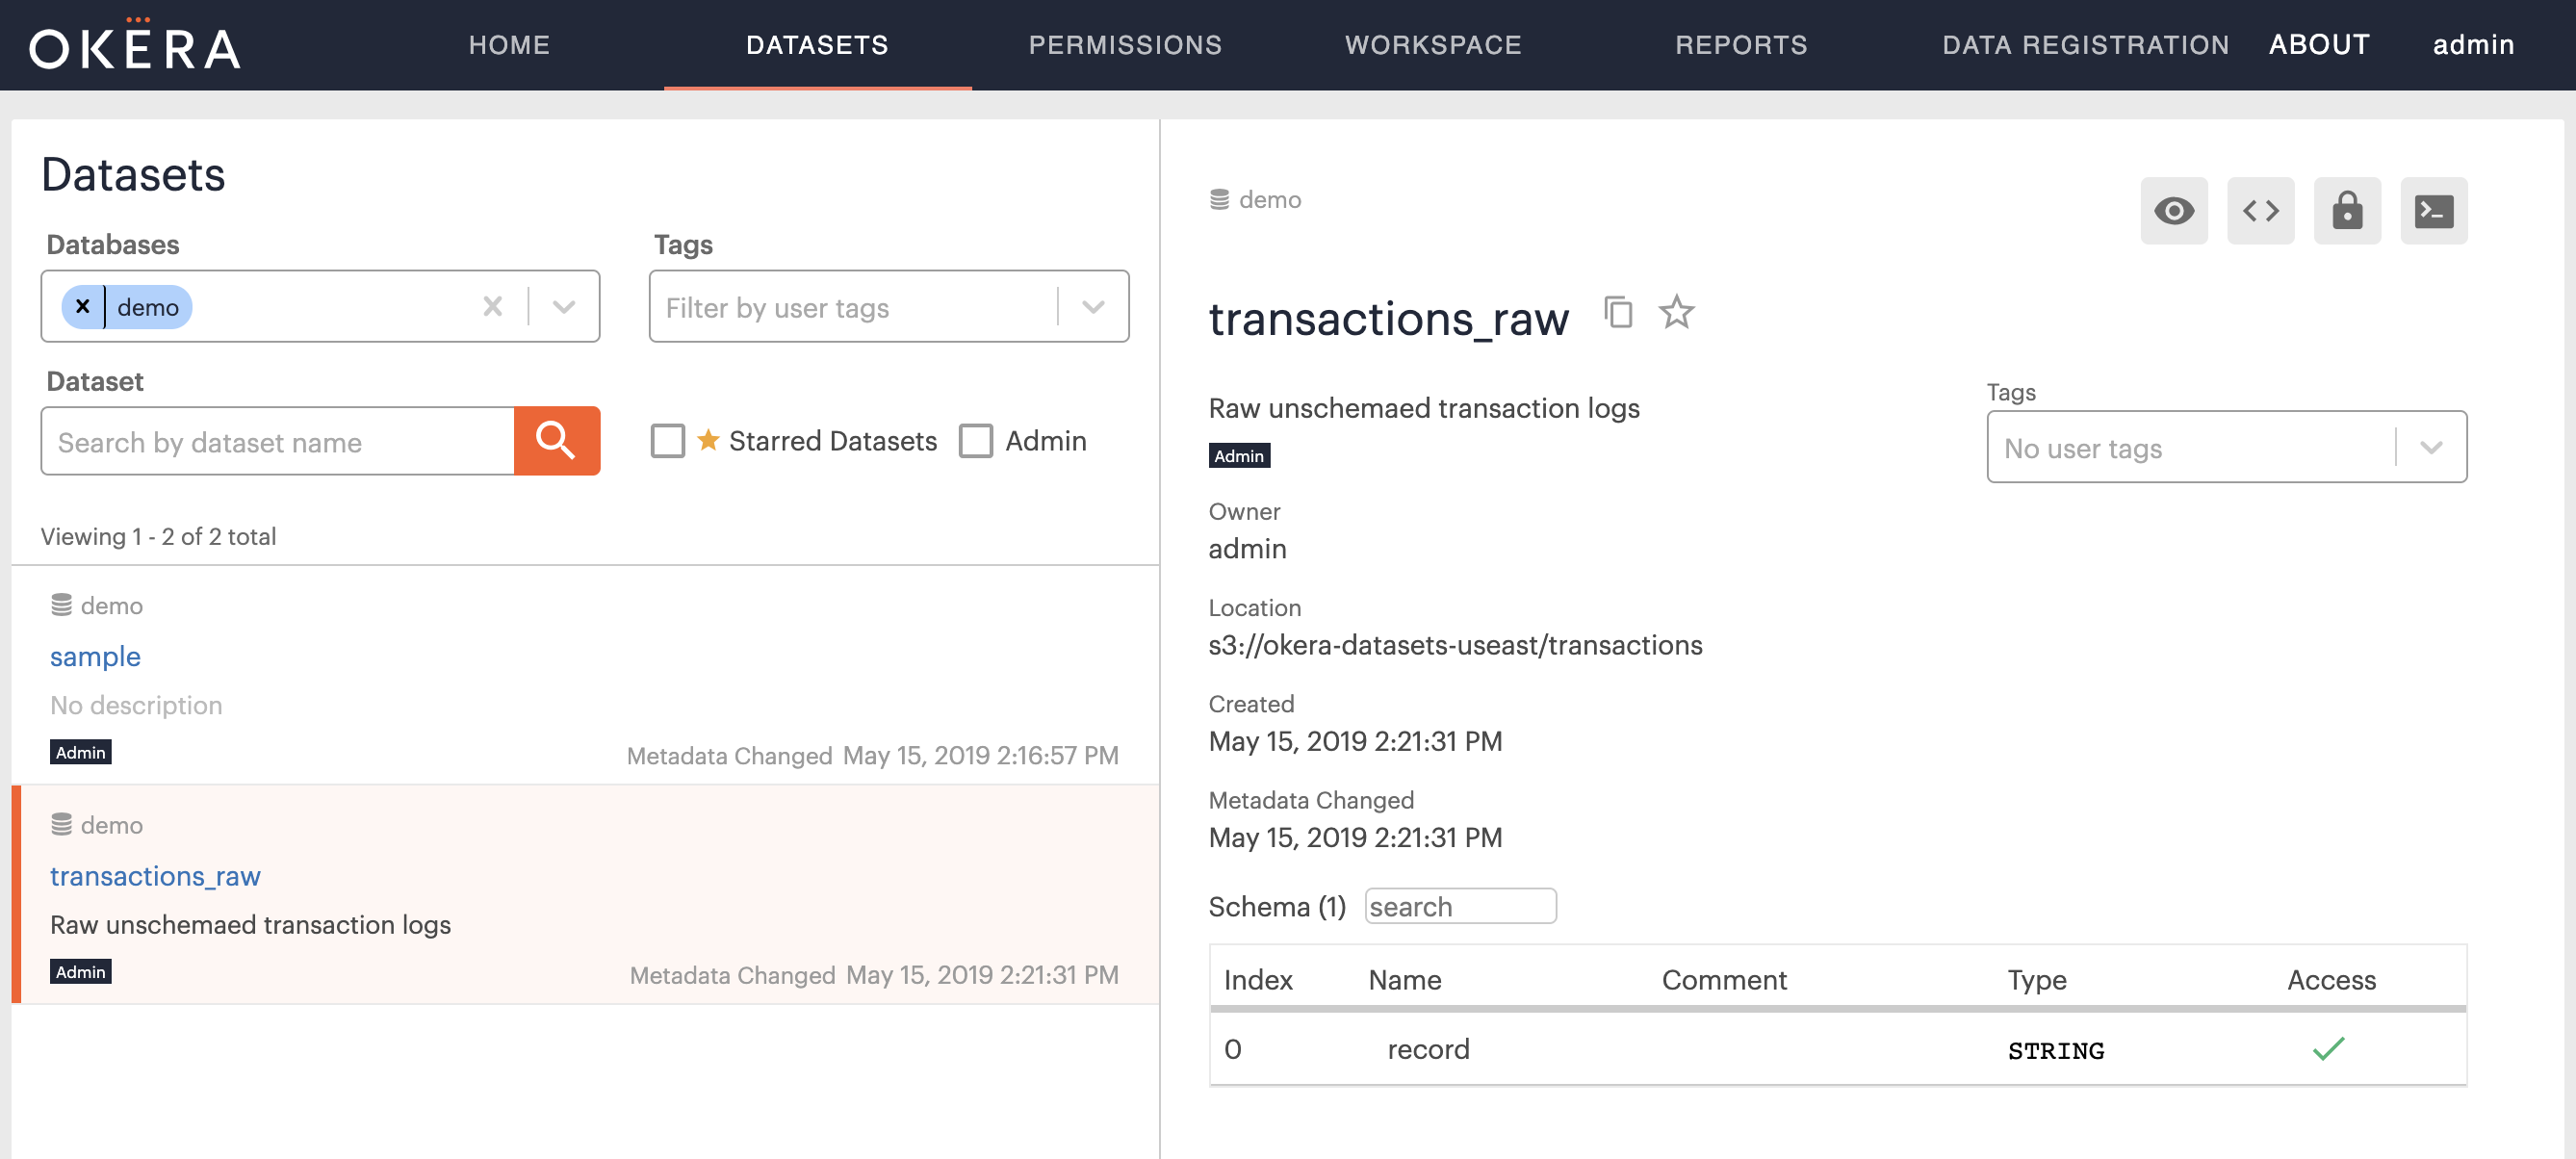 OKERA HOME DATASETS PERMISSIONS WORKSPACE REPORTS DATA REGISTRATION ABOUT admin
Datasets
Databases Tags
demo Filter by user tags
Dataset
Search by dataset name Starred Datasets Admin
Viewing 1 - 2 of 2 total
demo
sample
No description
Admin Metadata Changed May 15, 2019 2:16:57 PM
demo
transactions_raw
Raw unschemaed transaction logs
Admin Metadata Changed May 15, 2019 2:21:31 PM
demo
transactions_raw
Raw unschemaed transaction logs
Admin
Tags
No user tags
Owner
admin
Location
s3://okera-datasets-useast/transactions
Created
May 15, 2019 2:21:31 PM
Metadata Changed
May 15, 2019 2:21:31 PM
Schema (1) search
Index Name Comment Type Access
0 record STRING